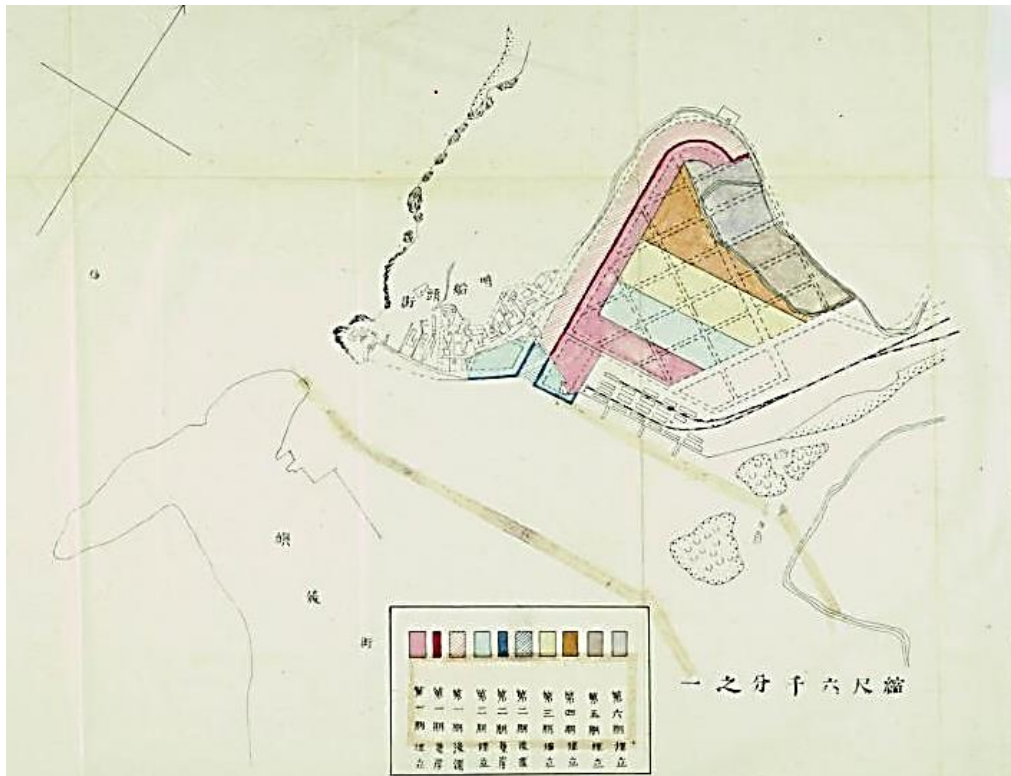 哨船頭街
旗後街
縮尺六千分之一
第一期埋立
第一期護岸
第一期浚渫
第二期埋立
第二期護岸
第二期浚渫
第三期埋立
第四期埋立
第五期埋立
第六期埋立